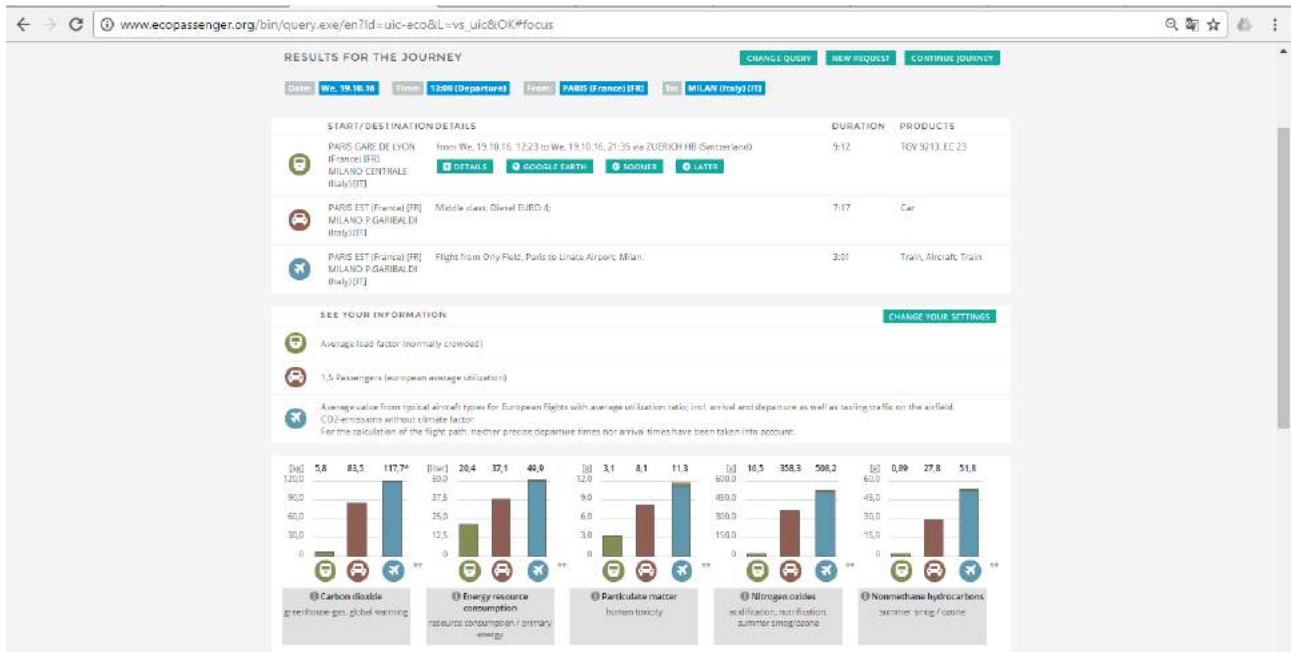 www.ecopassenger.org/bin/query.exe/en?ld=uic-eco&L=vs_uic&OK#focus
RESULTS FOR THE JOURNEY
CHANGE QUERY NEW REQUEST CONTINUE JOURNEY
Date: We, 19.10.16 Time: 13:00 (Departure) From: PARIS (France) [FR] To: MILAN (Italy) [IT]
START/DESTINATION DETAILS DURATION PRODUCTS
PARIS GARE DE LYON from We, 19.10.16, 12:23 to We, 19.10.16, 21:35 via ZUERICH HB (Switzerland) 9:12 TGV 9213, EC 23
(France) [FR]
MILANO CENTRALE
(Italy) [IT]
DETAILS GOOGLE EARTH SOONER LATER
PARIS EST (France) [FR] Middle class; Diesel EURO 4; 7:17 Car
MILANO P.GARIBALDI
(Italy) [IT]
PARIS EST (France) [FR] Flight from Orly Field, Paris to Linate Airport, Milan. 3:01 Train, Aircraft, Train
MILANO P.GARIBALDI
(Italy) [IT]
SEE YOUR INFORMATION
CHANGE YOUR SETTINGS
Average load factor (normally crowded)
1,5 Passengers (european average utilization)
Average value from typical aircraft types for European flights with average utilization ratio; incl. arrival and departure as well as taxiing traffic on the airfield.
CO2-emissions without climate factor
For the calculation of the flight path, neither precise departure times nor arrival times have been taken into account.
[kg] 5,8 83,5 117,7*
120,0
90,0
60,0
30,0
0
**
Carbon dioxide
greenhouse-gas, global warming
[liter] 20,4 37,1 49,9
50,0
37,5
25,0
12,5
0
**
Energy resource
consumption
resource consumption / primary
energy
[g] 3,1 8,1 11,3
12,0
9,0
6,0
3,0
0
**
Particulate matter
human toxicity
[g] 16,5 358,3 508,2
600,0
450,0
300,0
150,0
0
**
Nitrogen oxides
acidification, nutrification,
summer smog/ozone
[g] 0,89 27,8 51,8
60,0
45,0
30,0
15,0
0
**
Nonmethane hydrocarbons
summer smog / ozone